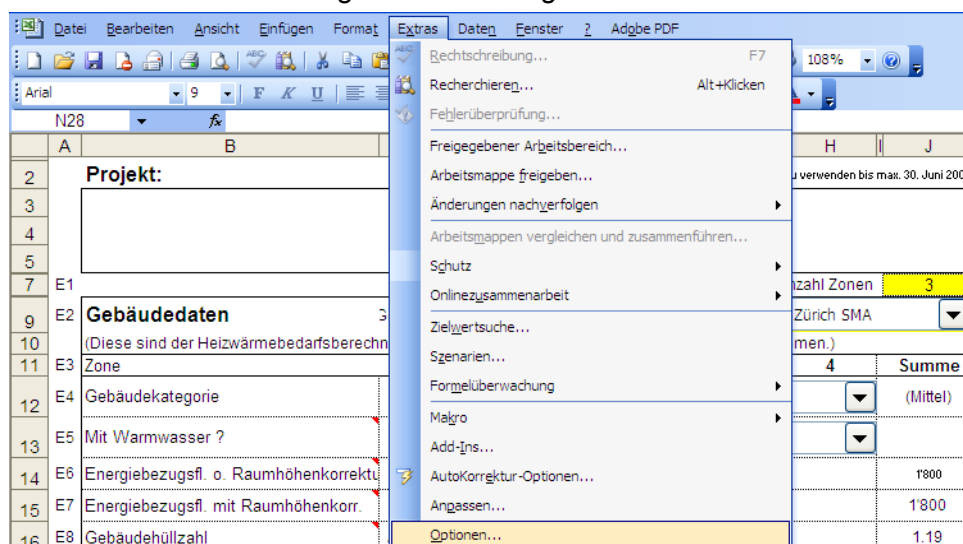 Datei Bearbeiten Ansicht Einfügen Format Extras Daten Fenster ? Adobe PDF
108%
Arial 9 F K U
N28 fx
A B H I J
Rechtschreibung... F7
Recherchieren... Alt+Klicken
Fehlerüberprüfung...
Freigegebener Arbeitsbereich...
Arbeitsmappe freigeben...
Änderungen nachverfolgen
Arbeitsmappen vergleichen und zusammenführen...
Schutz
Onlinezusammenarbeit
Zielwertsuche...
Szenarien...
Formelüberwachung
Makro
Add-Ins...
AutoKorrektur-Optionen...
Anpassen...
Optionen...
2 Projekt: verwenden bis max. 30. Juni 200
3
4
5
7 E1 nzahl Zonen 3
9 E2 Gebäudedaten G Zürich SMA
10 (Diese sind der Heizwärmebedarfsberechn men.)
11 E3 Zone 4 Summe
12 E4 Gebäudekategorie (Mittel)
13 E5 Mit Warmwasser ?
14 E6 Energiebezugsfl. o. Raumhöhenkorrektu 1'800
15 E7 Energiebezugsfl. mit Raumhöhenkorr. 1'800
16 E8 Gebäudehüllzahl 1.19